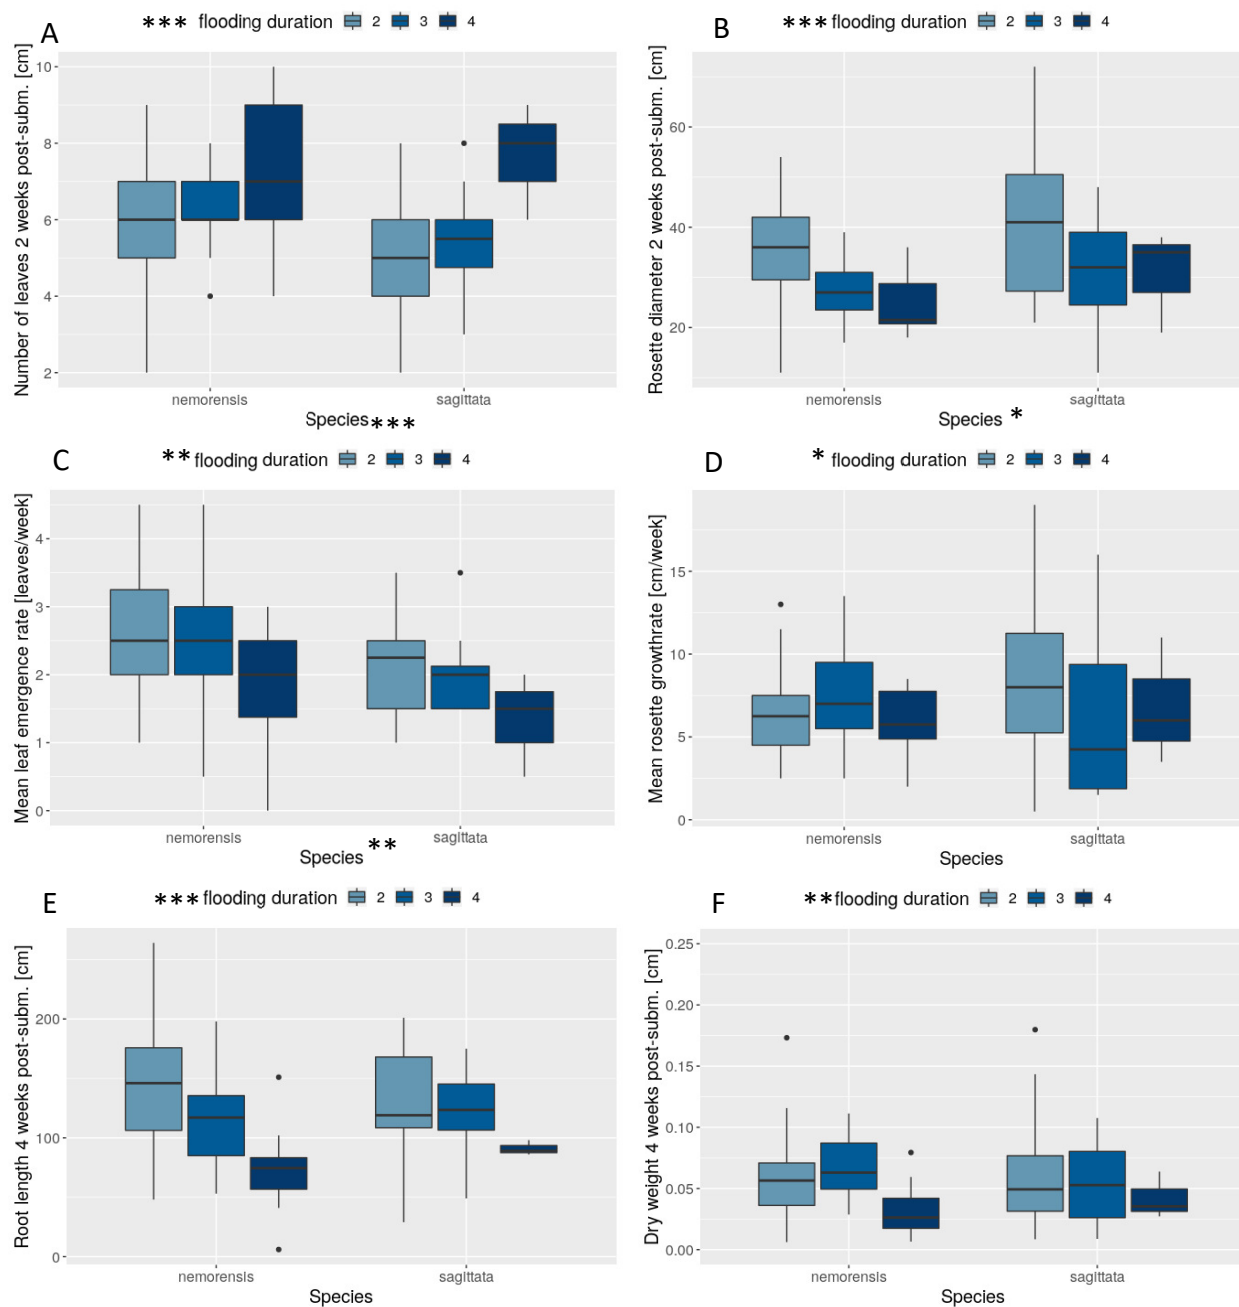 A
*** flooding duration 2 3 4
Number of leaves 2 weeks post-subm. [cm]
10
8
6
4
2
nemorensis sagittata
Species ***
B
*** flooding duration 2 3 4
Rosette diameter 2 weeks post-subm. [cm]
60
40
20
nemorensis sagittata
Species *
C
** flooding duration 2 3 4
Mean leaf emergence rate [leaves/week]
4
3
2
1
0
nemorensis sagittata
Species **
D
* flooding duration 2 3 4
Mean rosette growthrate [cm/week]
15
10
5
0
nemorensis sagittata
Species
E
*** flooding duration 2 3 4
Root length 4 weeks post-subm. [cm]
200
100
0
nemorensis sagittata
Species
F
** flooding duration 2 3 4
Dry weight 4 weeks post-subm. [cm]
0.25
0.20
0.15
0.10
0.05
0.00
nemorensis sagittata
Species